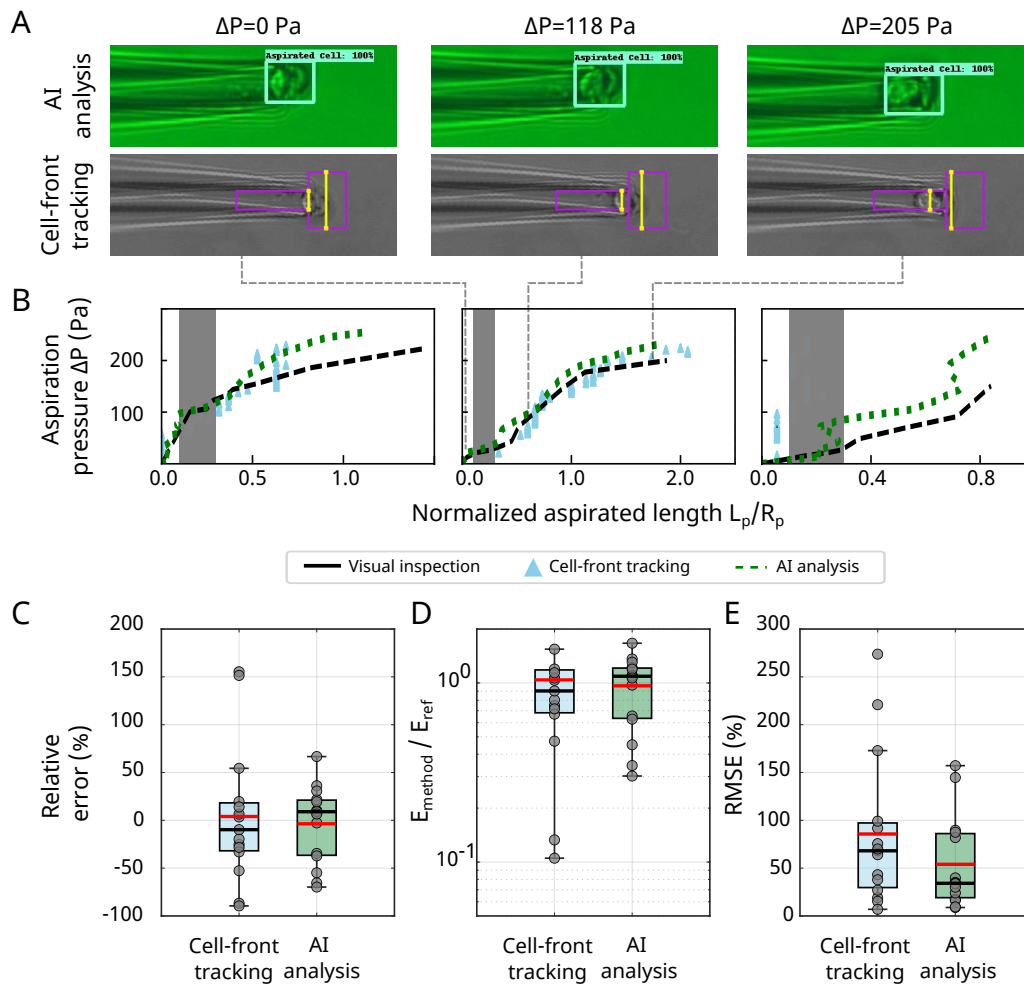 A
ΔP=0 Pa
ΔP=118 Pa
ΔP=205 Pa
AI
analysis
Aspirated Cell: 100%
Aspirated Cell: 100%
Aspirated Cell: 100%
Cell-front
tracking
B
Aspiration
pressure ΔP (Pa)
200
100
0.0
0.5
1.0
0.0
1.0
2.0
0.0
0.4
0.8
Normalized aspirated length Lp/Rp
Visual inspection
Cell-front tracking
AI analysis
C
Relative
error (%)
200
150
100
50
0
-50
-100
Cell-front
tracking
AI
analysis
D
E_method / E_ref
10^0
10^-1
Cell-front
tracking
AI
analysis
E
RMSE (%)
300
250
200
150
100
50
0
Cell-front
tracking
AI
analysis